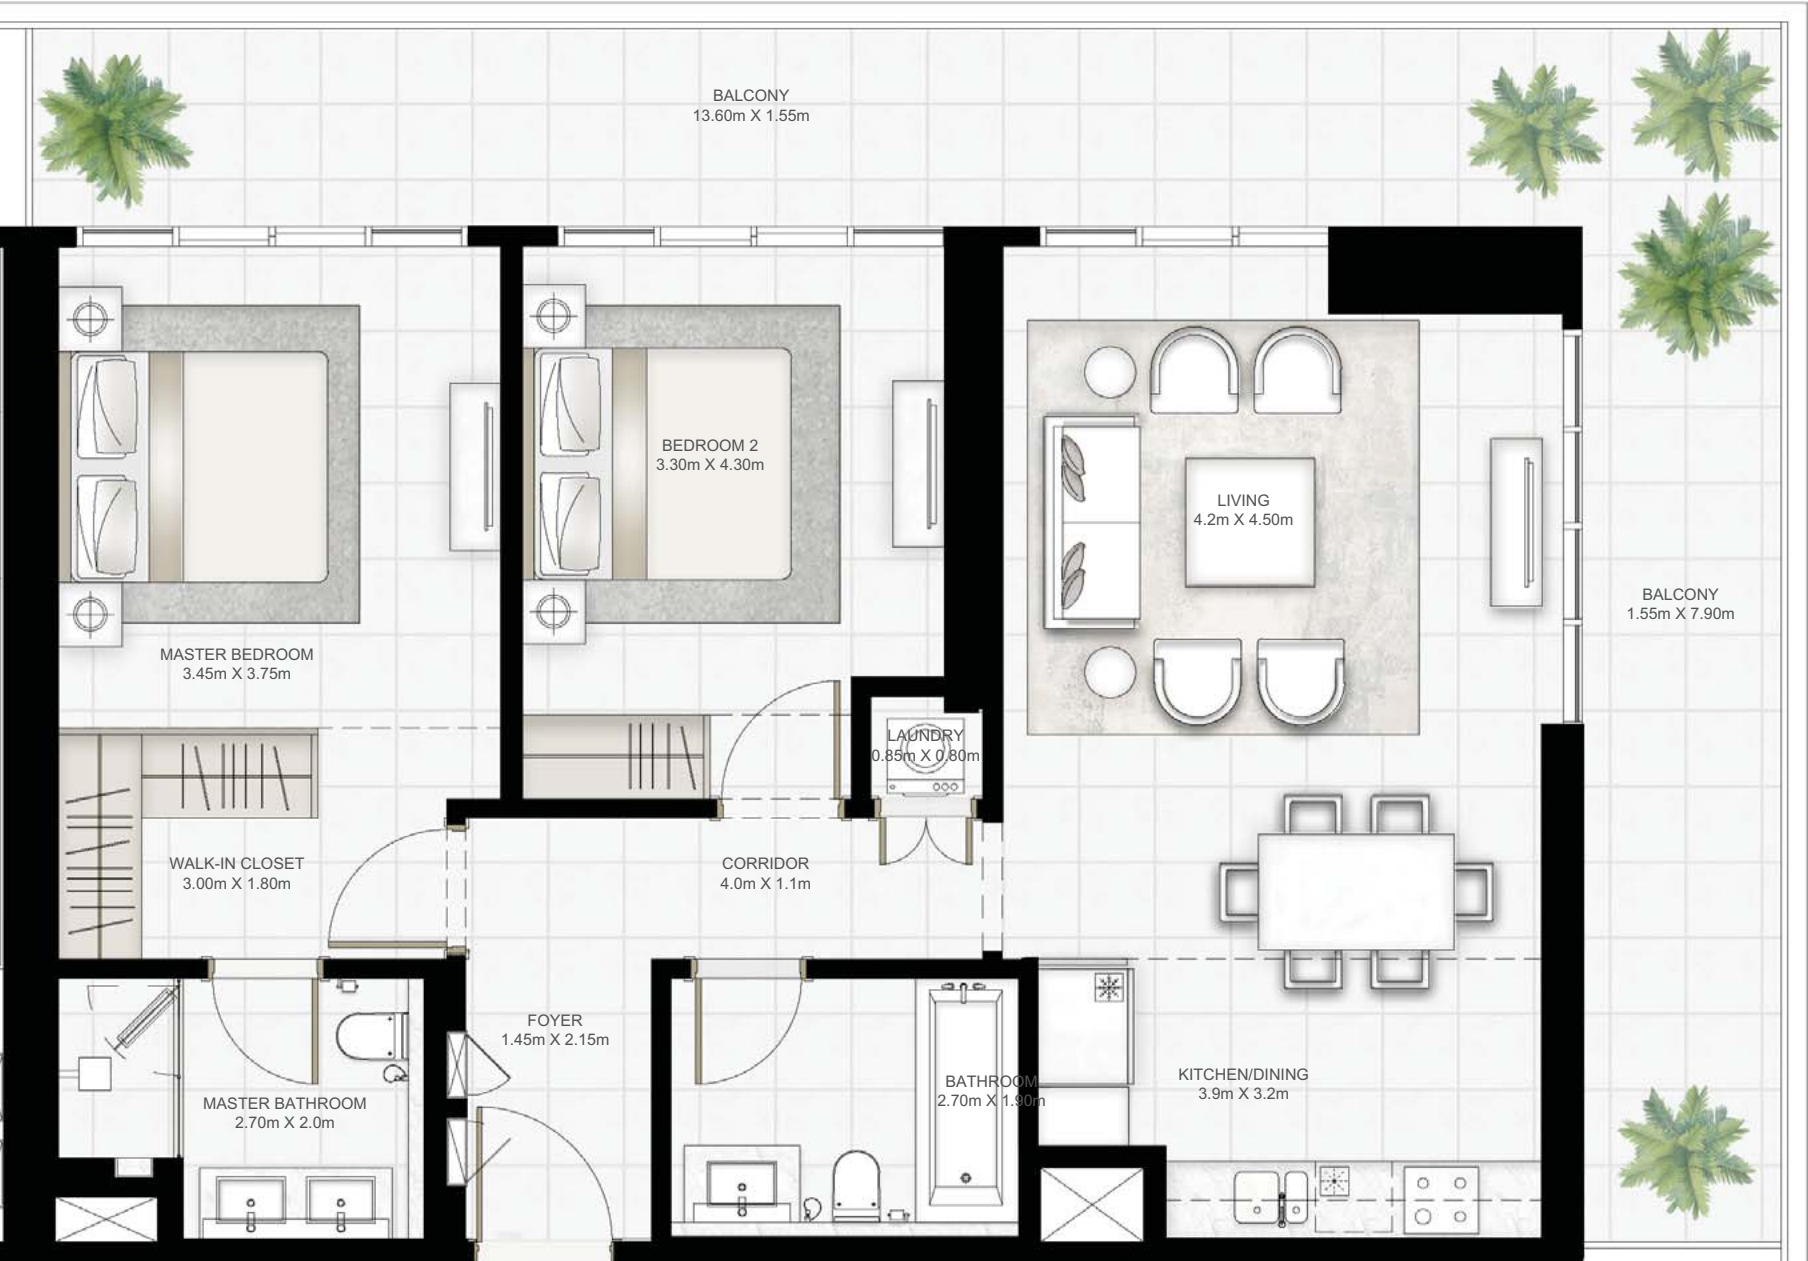 BALCONY
13.60m X 1.55m
BEDROOM 2
3.30m X 4.30m
LIVING
4.2m X 4.50m
BALCONY
1.55m X 7.90m
MASTER BEDROOM
3.45m X 3.75m
LAUNDRY
0.85m X 0.80m
WALK-IN CLOSET
3.00m X 1.80m
CORRIDOR
4.0m X 1.1m
FOYER
1.45m X 2.15m
MASTER BATHROOM
2.70m X 2.0m
BATHROOM
2.70m X 1.90m
KITCHEN/DINING
3.9m X 3.2m